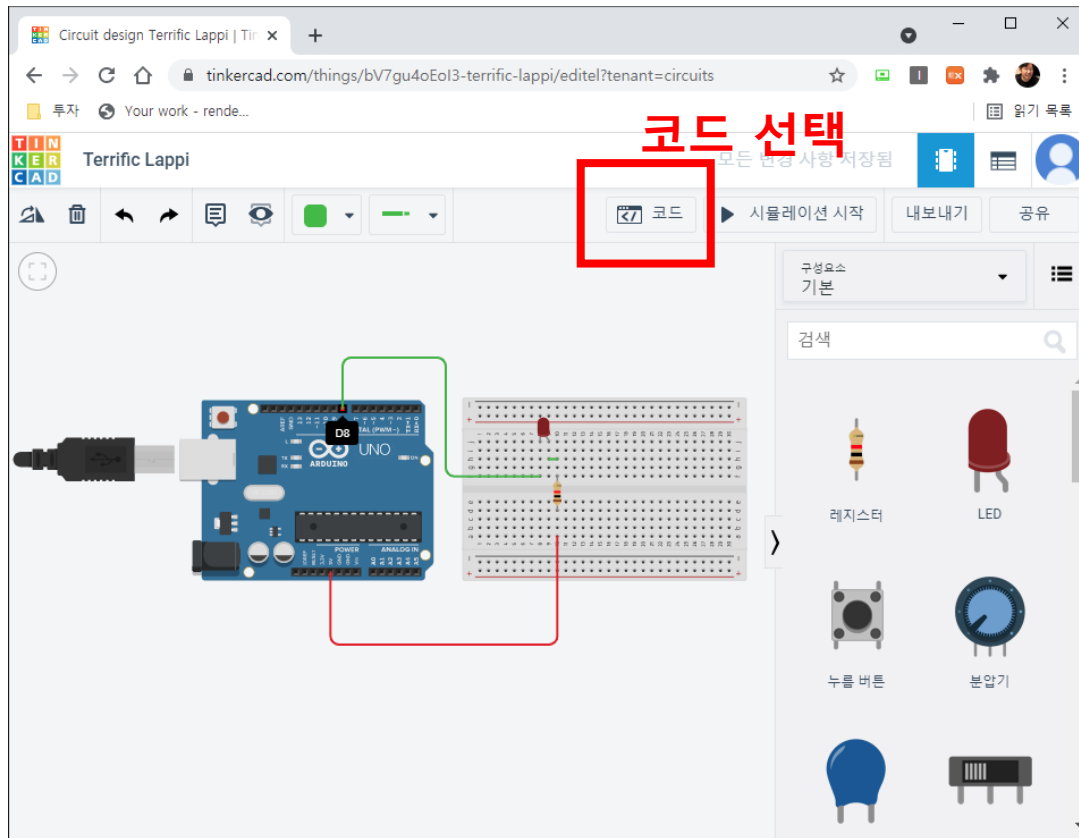 Circuit design Terrific Lappi | Tin
tinkercad.com/things/bV7gu4oEoI3-terrific-lappi/editel?tenant=circuits
투자
Your work - rende...
읽기 목록
코드 선택
TINKERCAD
Terrific Lappi
모든 변경 사항 저장됨
코드
시뮬레이션 시작
내보내기
공유
구성요소
기본
검색
D8
UNO
ARDUINO
POWER
ANALOG IN
레지스터
LED
누름 버튼
분압기